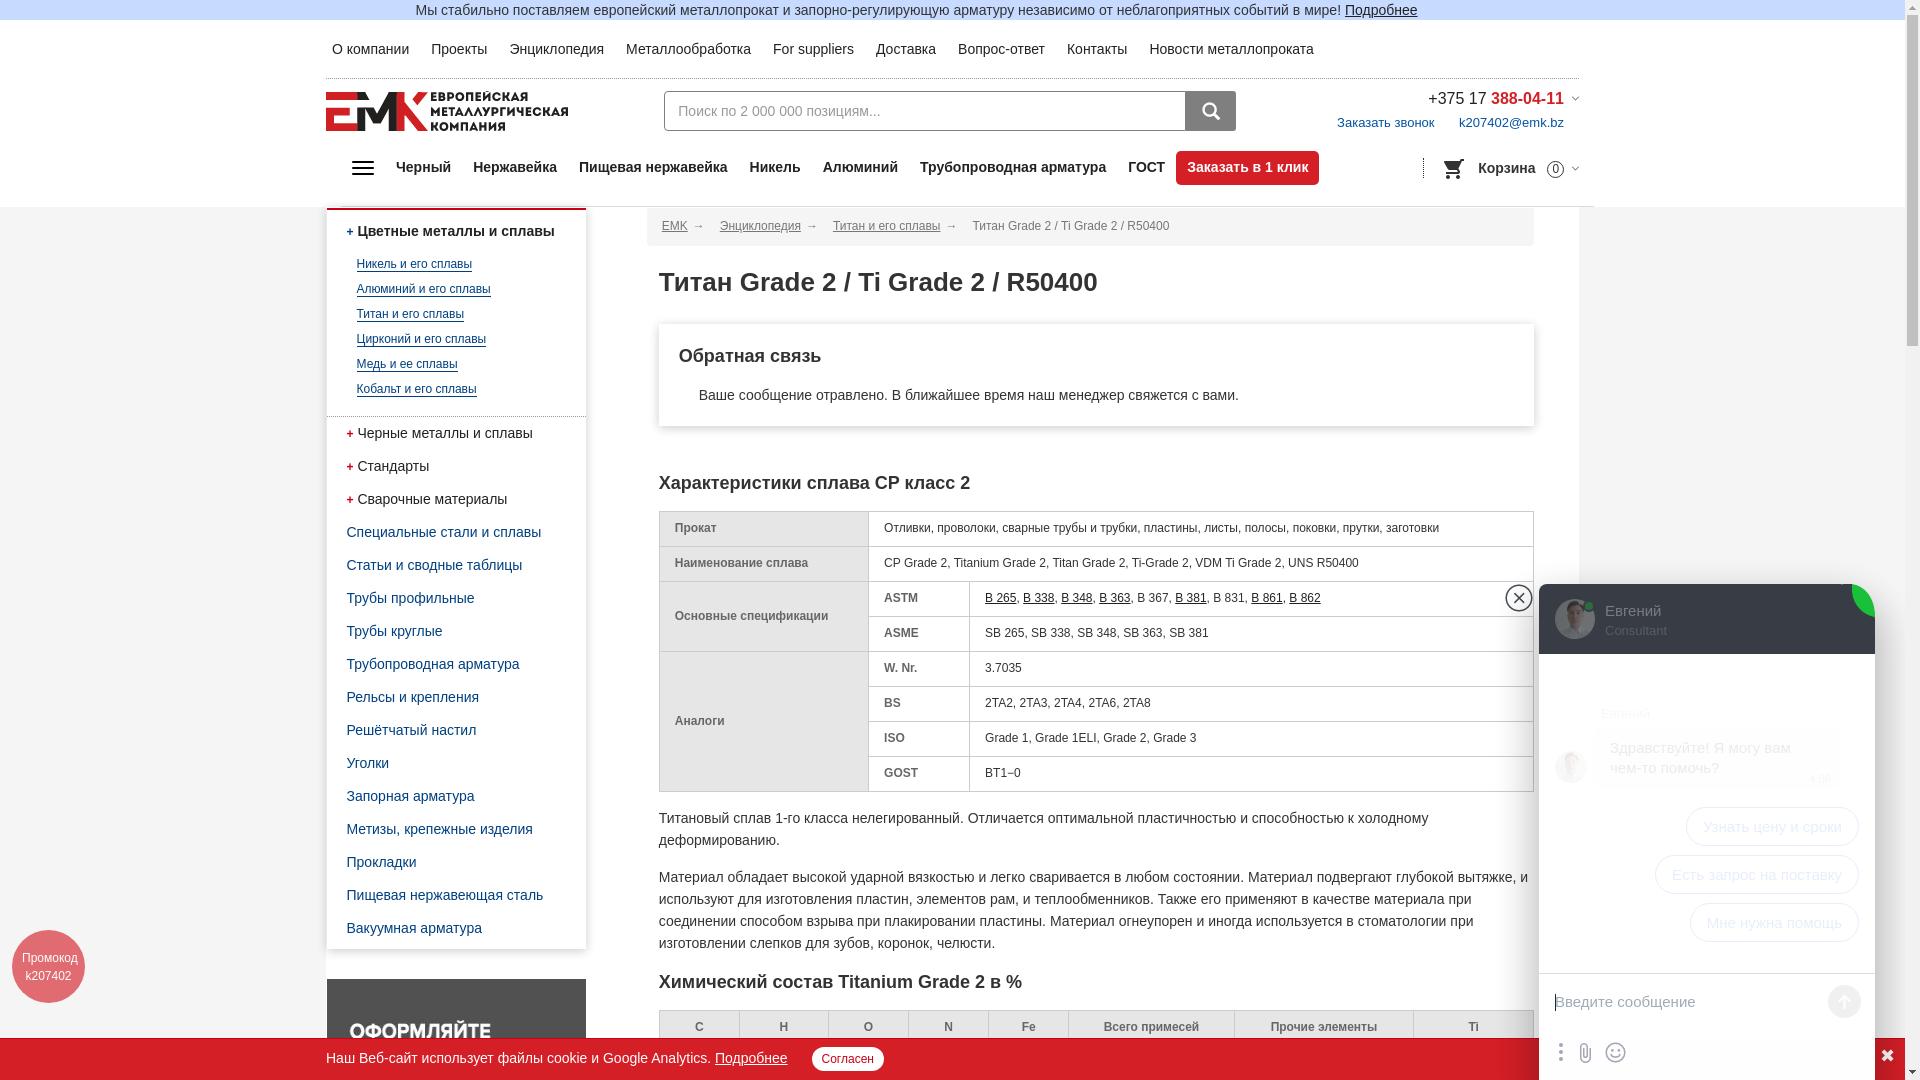 Мы стабильно поставляем европейский металлопрокат и запорно-регулирующую арматуру независимо от неблагоприятных событий в мире! Подробнее
О компании Проекты Энциклопедия Металлообработка For suppliers Доставка Вопрос-ответ Контакты Новости металлопроката
EMK ЕВРОПЕЙСКАЯ
МЕТАЛЛУРГИЧЕСКАЯ
КОМПАНИЯ
Поиск по 2 000 000 позициям...
+375 17 388-04-11
Заказать звонок k207402@emk.bz
Черный Нержавейка Пищевая нержавейка Никель Алюминий Трубопроводная арматура ГОСТ Заказать в 1 клик
Корзина 0
+ Цветные металлы и сплавы
Никель и его сплавы
Алюминий и его сплавы
Титан и его сплавы
Цирконий и его сплавы
Медь и ее сплавы
Кобальт и его сплавы
+ Черные металлы и сплавы
+ Стандарты
+ Сварочные материалы
Специальные стали и сплавы
Статьи и сводные таблицы
Трубы профильные
Трубы круглые
Трубопроводная арматура
Рельсы и крепления
Решётчатый настил
Уголки
Запорная арматура
Метизы, крепежные изделия
Прокладки
Пищевая нержавеющая сталь
Вакуумная арматура
ОФОРМЛЯЙТЕ
Промокод
k207402
EMK → Энциклопедия → Титан и его сплавы → Титан Grade 2 / Ti Grade 2 / R50400
Титан Grade 2 / Ti Grade 2 / R50400
Обратная связь
Ваше сообщение отравлено. В ближайшее время наш менеджер свяжется с вами.
Характеристики сплава CP класс 2
Прокат Отливки, проволоки, сварные трубы и трубки, пластины, листы, полосы, поковки, прутки, заготовки
Наименование сплава CP Grade 2, Titanium Grade 2, Titan Grade 2, Ti-Grade 2, VDM Ti Grade 2, UNS R50400
Основные спецификации
ASTM B 265, B 338, B 348, B 363, B 367, B 381, B 831, B 861, B 862
ASME SB 265, SB 338, SB 348, SB 363, SB 381
Аналоги
W. Nr. 3.7035
BS 2TA2, 2TA3, 2TA4, 2TA6, 2TA8
ISO Grade 1, Grade 1ELI, Grade 2, Grade 3
GOST ВТ1−0
Титановый сплав 1-го класса нелегированный. Отличается оптимальной пластичностью и способностью к холодному
деформированию.
Материал обладает высокой ударной вязкостью и легко сваривается в любом состоянии. Материал подвергают глубокой вытяжке, и
используют для изготовления пластин, элементов рам, и теплообменников. Также его применяют в качестве материала при
соединении способом взрыва при плакировании пластины. Материал огнеупорен и иногда используется в стоматологии при
изготовлении слепков для зубов, коронок, челюсти.
Химический состав Titanium Grade 2 в %
C H O N Fe Всего примесей Прочие элементы Ti
Евгений
Consultant
Евгений
Здравствуйте! Я могу вам
чем-то помочь?
Узнать цену и сроки
Есть запрос на поставку
Мне нужна помощь
Введите сообщение
Наш Веб-сайт использует файлы cookie и Google Analytics. Подробнее Согласен